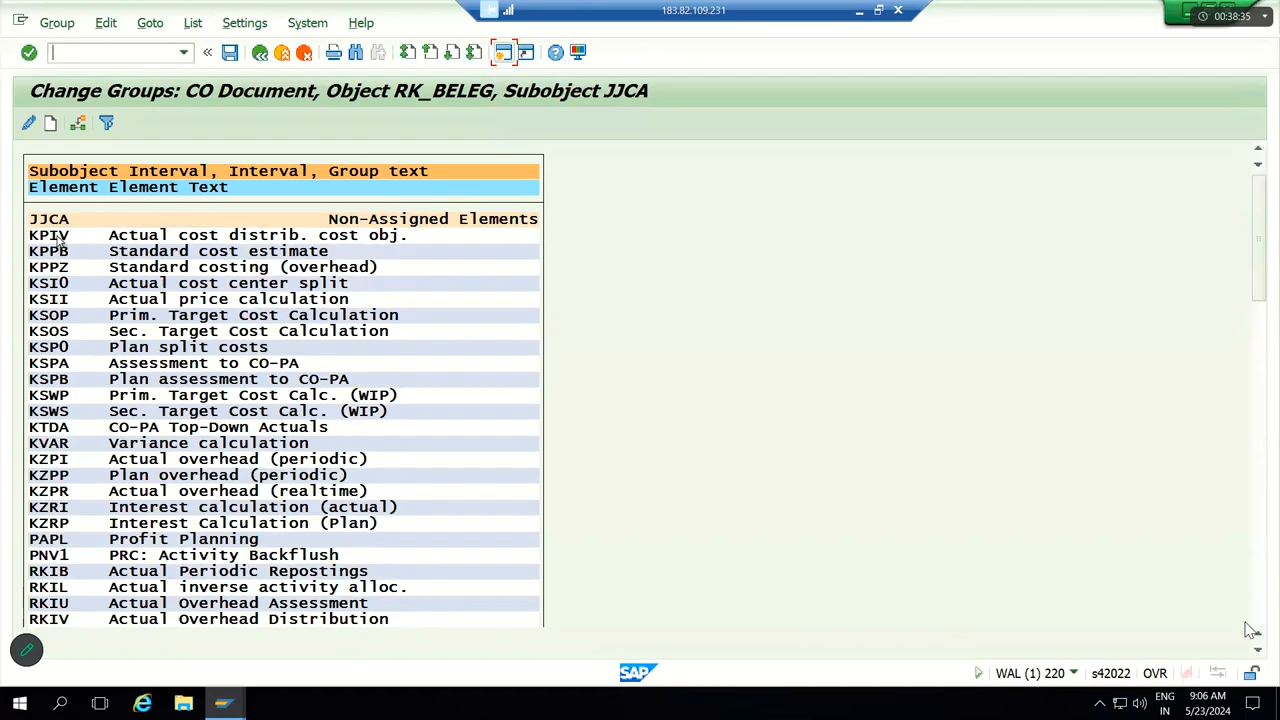 183.82.109.231
00:38:35
Group Edit Goto List Settings System Help
Change Groups: CO Document, Object RK_BELEG, Subobject JJCA
Subobject Interval, Interval, Group text
Element Element Text
JJCA Non-Assigned Elements
KPIV Actual cost distrib. cost obj.
KPPB Standard cost estimate
KPPZ Standard costing (overhead)
KSI0 Actual cost center split
KSII Actual price calculation
KSOP Prim. Target Cost Calculation
KSOS Sec. Target Cost Calculation
KSP0 Plan split costs
KSPA Assessment to CO-PA
KSPB Plan assessment to CO-PA
KSWP Prim. Target Cost Calc. (WIP)
KSWS Sec. Target Cost Calc. (WIP)
KTDA CO-PA Top-Down Actuals
KVAR Variance calculation
KZPI Actual overhead (periodic)
KZPP Plan overhead (periodic)
KZPR Actual overhead (realtime)
KZRI Interest calculation (actual)
KZRP Interest Calculation (Plan)
PAPL Profit Planning
PNV1 PRC: Activity Backflush
RKIB Actual Periodic Repostings
RKIL Actual inverse activity alloc.
RKIU Actual Overhead Assessment
RKIV Actual Overhead Distribution
SAP
WAL (1) 220 s42022 OVR
ENG
IN
9:06 AM
5/23/2024